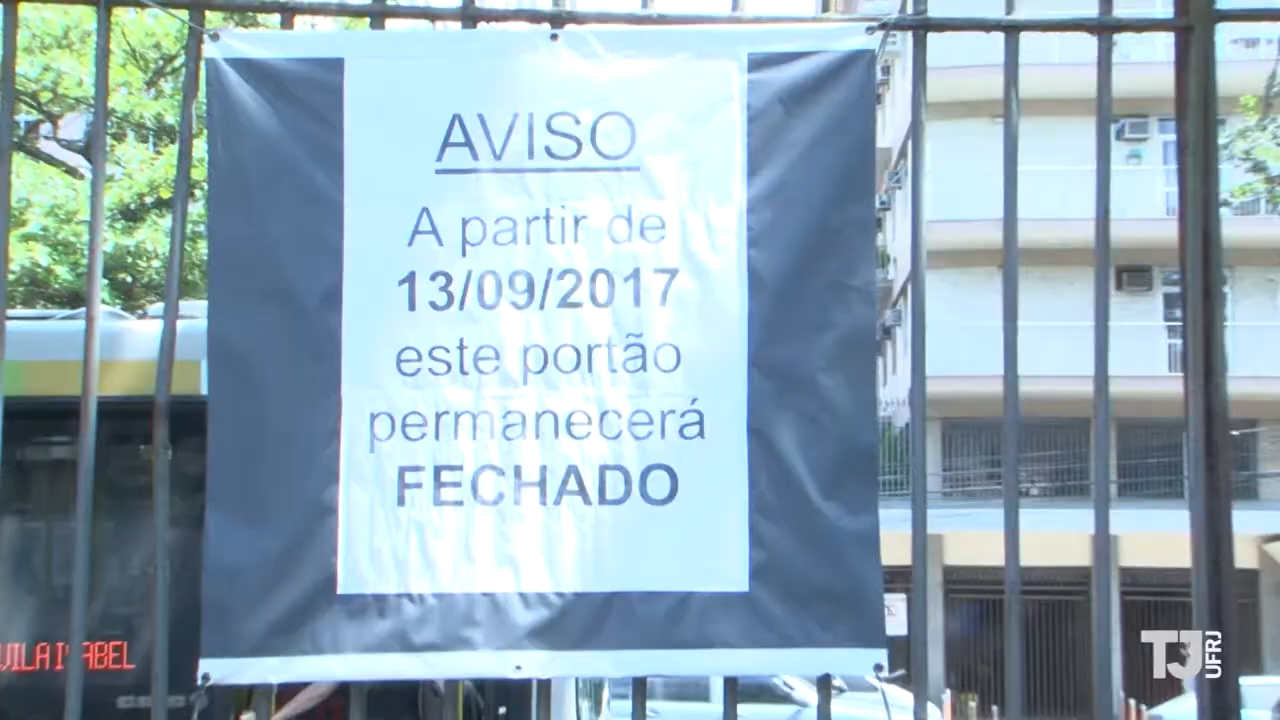 AVISO
A partir de
13/09/2017
este portão
permanecerá
FECHADO
VILA ISABEL
TJ UFRJ